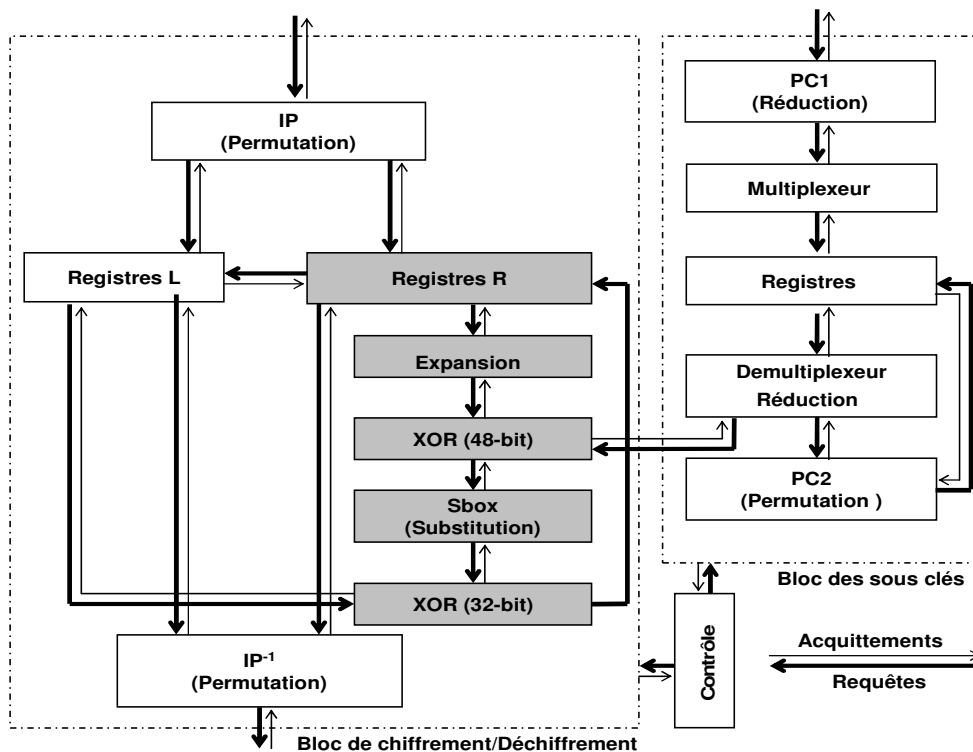 IP
(Permutation)
Registres L
Registres R
Expansion
XOR (48-bit)
Sbox
(Substitution)
XOR (32-bit)
IP-1
(Permutation)
Bloc de chiffrement/Déchiffrement
PC1
(Réduction)
Multiplexeur
Registres
Demultiplexeur
Réduction
PC2
(Permutation )
Bloc des sous clés
Contrôle
Acquittements
Requêtes